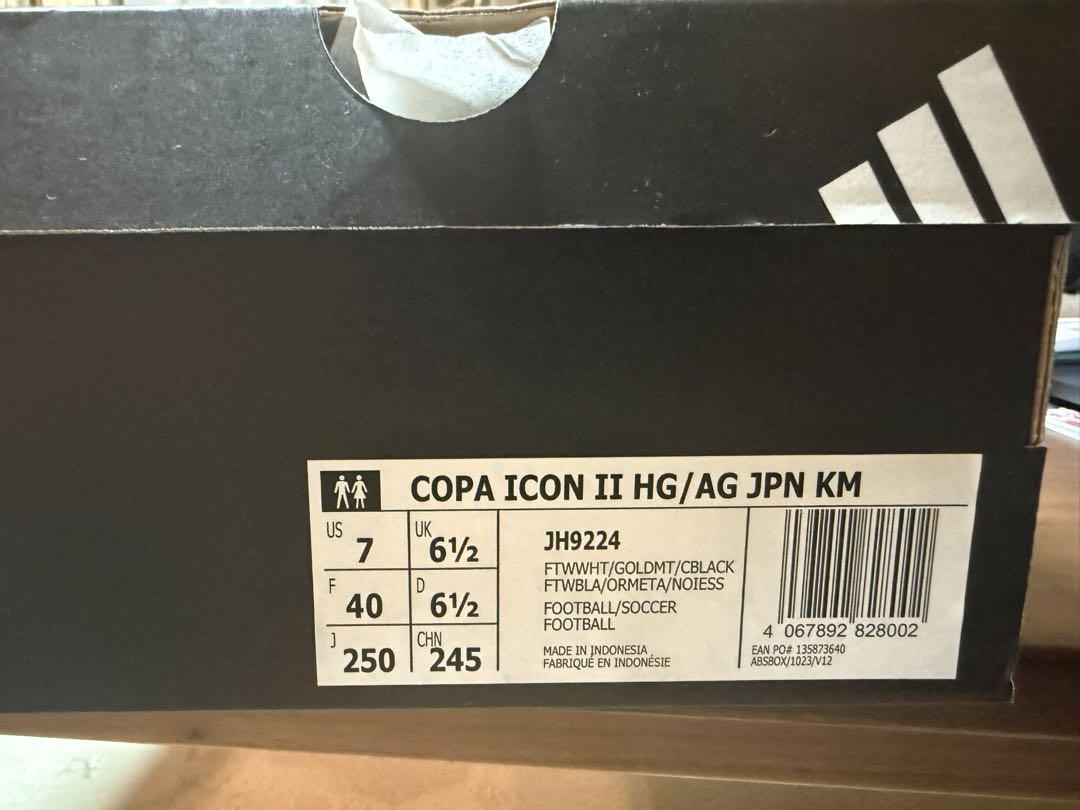 COPA ICON II HG/AG JPN KM
US 7
UK 6½
F 40
D 6½
J 250
CHN 245
JH9224
FTWWHT/GOLDMT/CBLACK
FTWBLA/ORMETA/NOIESS
FOOTBALL/SOCCER
FOOTBALL
MADE IN INDONESIA
FABRIQUÉ EN INDONÉSIE
4 067892 828002
EAN PO# 135873640
ABSBOX/1023/V12